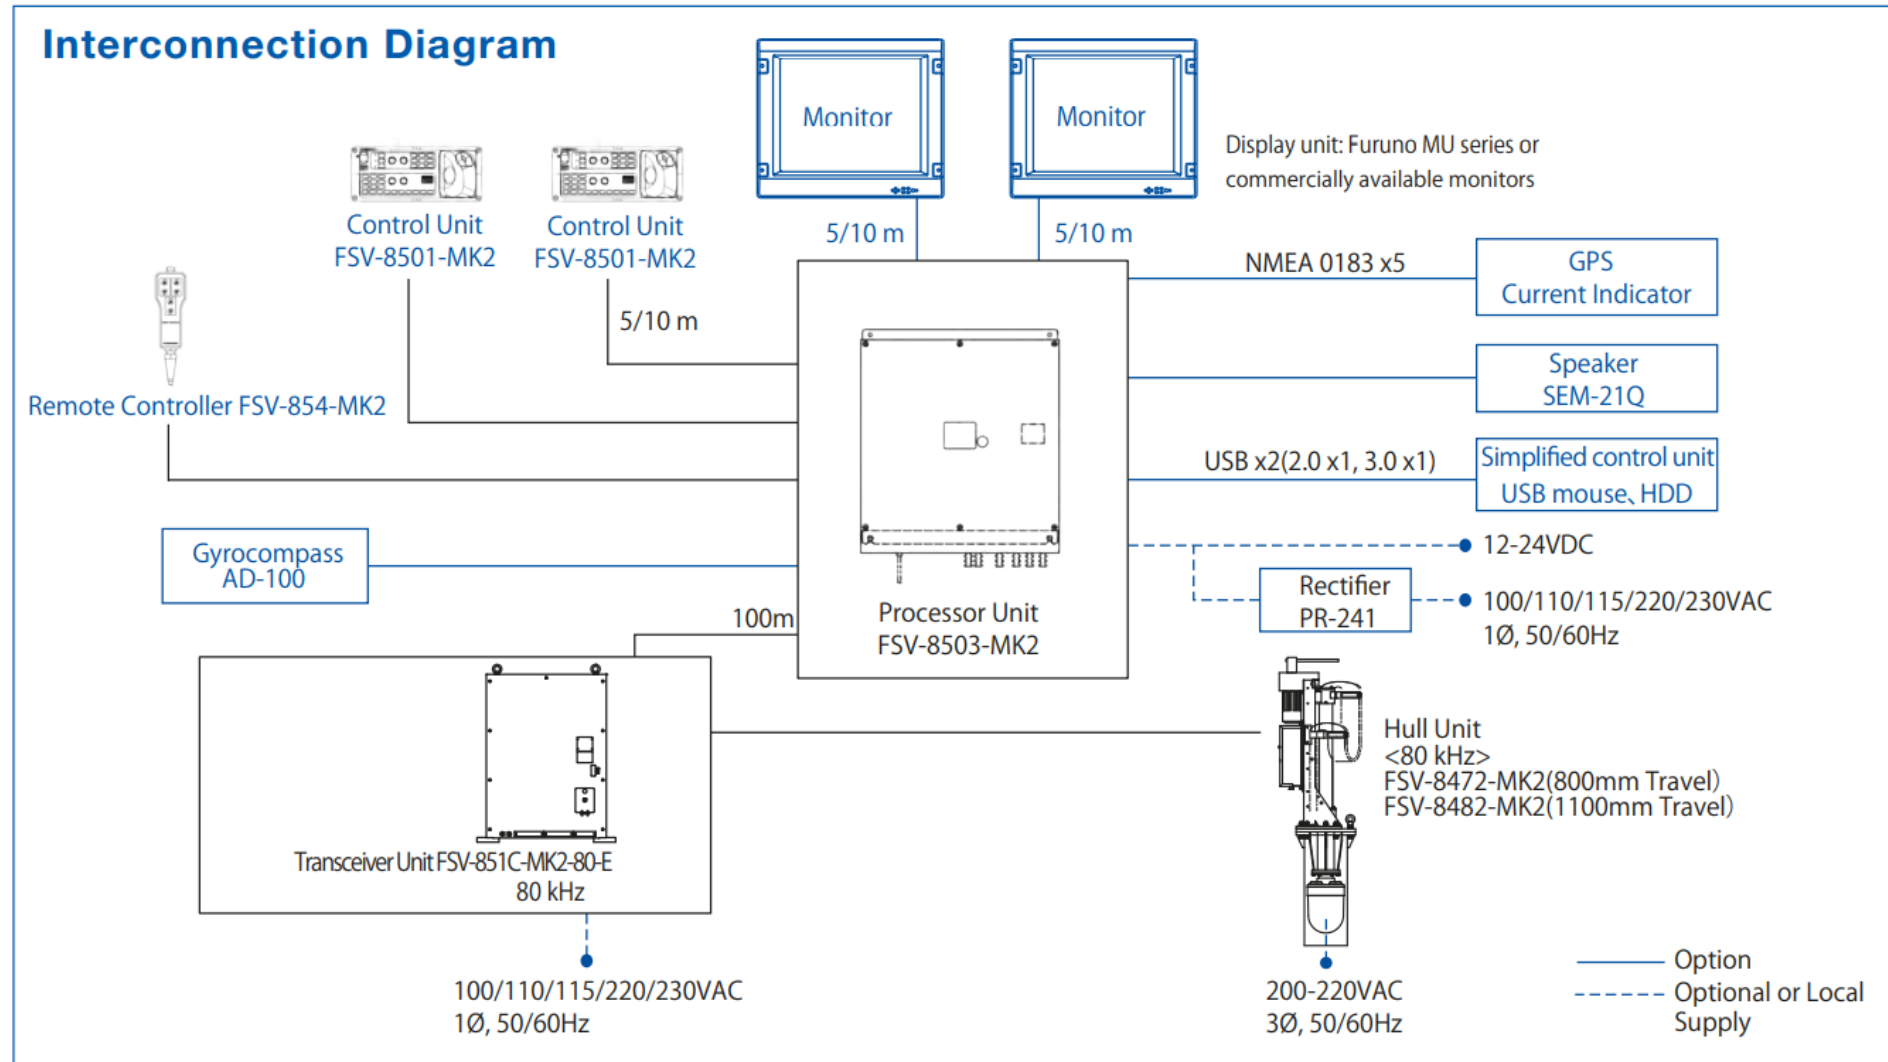 Interconnection Diagram
Monitor
Monitor
Display unit: Furuno MU series or
commercially available monitors
Control Unit
FSV-8501-MK2
Control Unit
FSV-8501-MK2
5/10 m
5/10 m
5/10 m
NMEA 0183 x5
GPS
Current Indicator
Remote Controller FSV-854-MK2
Speaker
SEM-21Q
USB x2(2.0 x1, 3.0 x1)
Simplified control unit
USB mouse、HDD
Gyrocompass
AD-100
12-24VDC
Rectifier
PR-241
100/110/115/220/230VAC
1Ø, 50/60Hz
100m
Processor Unit
FSV-8503-MK2
Hull Unit
<80 kHz>
FSV-8472-MK2(800mm Travel）
FSV-8482-MK2(1100mm Travel）
Transceiver Unit FSV-851C-MK2-80-E
80 kHz
100/110/115/220/230VAC
1Ø, 50/60Hz
200-220VAC
3Ø, 50/60Hz
Option
Optional or Local
Supply